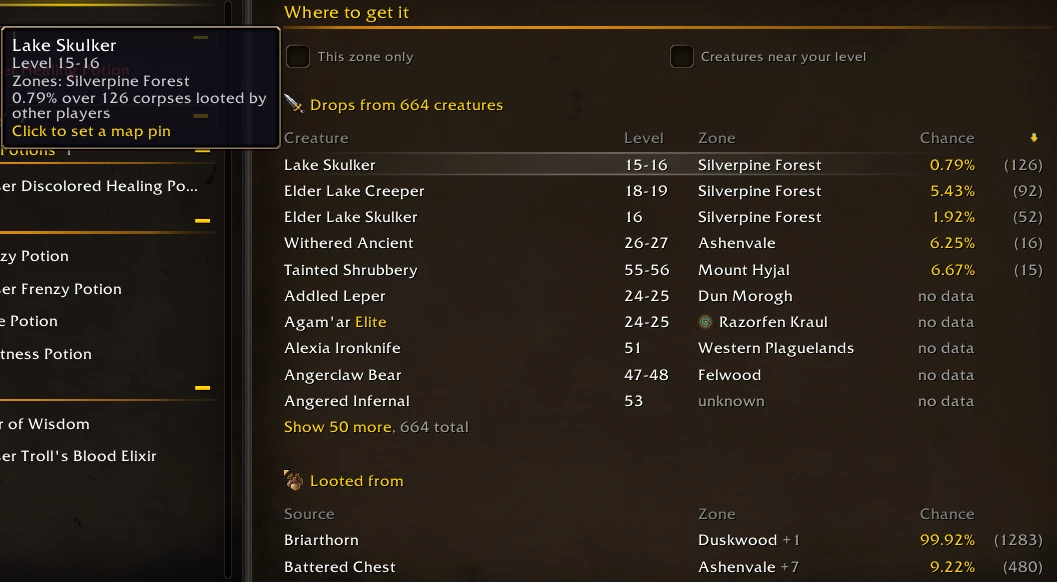 Where to get it
Lake Skulker
Level 15-16
Zones: Silverpine Forest
0.79% over 126 corpses looted by
other players
Click to set a map pin
This zone only
Creatures near your level
Drops from 664 creatures
Creature Level Zone Chance
Lake Skulker 15-16 Silverpine Forest 0.79% (126)
Elder Lake Creeper 18-19 Silverpine Forest 5.43% (92)
Elder Lake Skulker 16 Silverpine Forest 1.92% (52)
Withered Ancient 26-27 Ashenvale 6.25% (16)
Tainted Shrubbery 55-56 Mount Hyjal 6.67% (15)
Addled Leper 24-25 Dun Morogh no data
Agam'ar Elite 24-25 Razorfen Kraul no data
Alexia Ironknife 51 Western Plaguelands no data
Angerclaw Bear 47-48 Felwood no data
Angered Infernal 53 unknown no data
Show 50 more, 664 total
Looted from
Source Zone Chance
Briarthorn Duskwood +1 99.92% (1283)
Battered Chest Ashenvale +7 9.22% (480)
Potions
er Discolored Healing Po...
zy Potion
er Frenzy Potion
e Potion
tness Potion
r of Wisdom
ser Troll's Blood Elixir